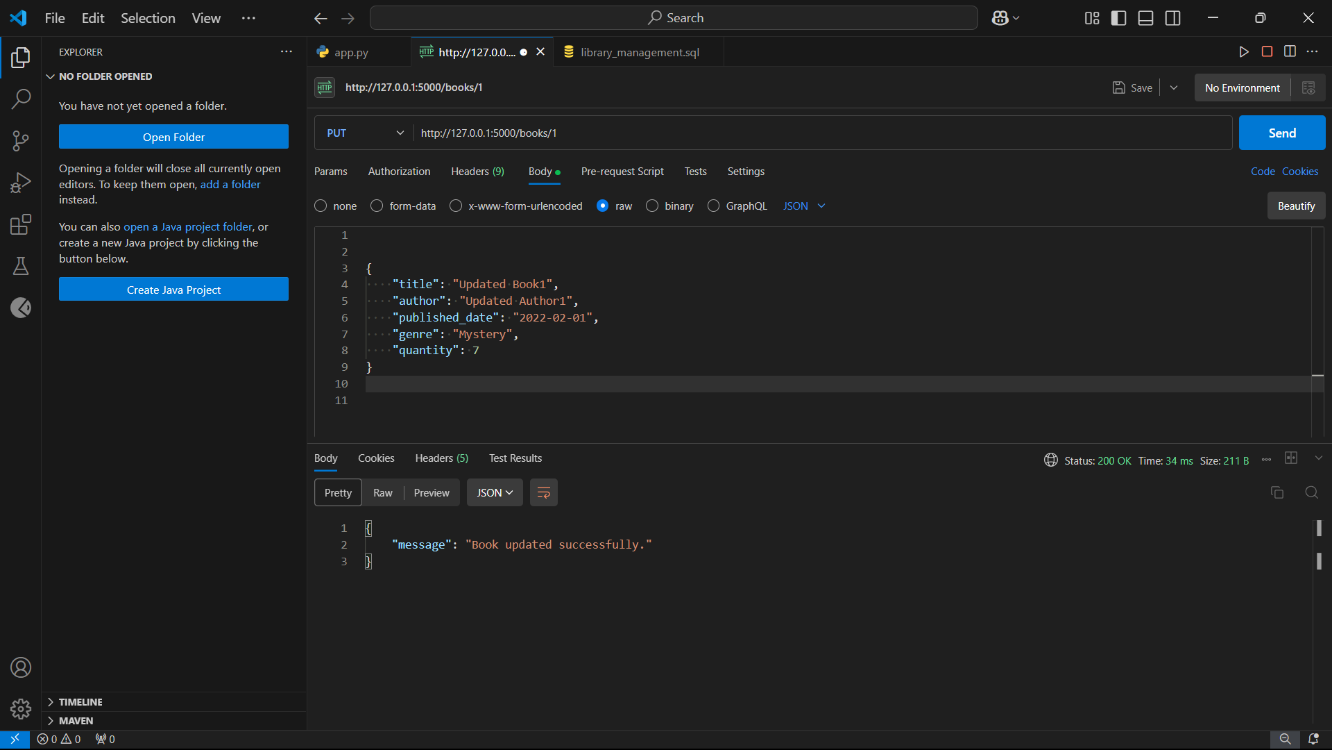 File Edit Selection View ···
Search
EXPLORER ···
app.py
http://127.0.0....
library_management.sql
NO FOLDER OPENED
You have not yet opened a folder.
Open Folder
Opening a folder will close all currently open
editors. To keep them open, add a folder
instead.
You can also open a Java project folder, or
create a new Java project by clicking the
button below.
Create Java Project
TIMELINE
MAVEN
HTTP http://127.0.0.1:5000/books/1
Save
No Environment
PUT http://127.0.0.1:5000/books/1
Send
Params Authorization Headers (9) Body Pre-request Script Tests Settings
Code Cookies
none form-data x-www-form-urlencoded raw binary GraphQL JSON
Beautify
1
2
3 {
4 ····"title":·"Updated·Book1",
5 ····"author":·"Updated·Author1",
6 ····"published_date":·"2022-02-01",
7 ····"genre":·"Mystery",
8 ····"quantity":·7
9 }
10
11
Body Cookies Headers (5) Test Results
Status: 200 OK Time: 34 ms Size: 211 B
Pretty Raw Preview JSON
1 {
2 "message": "Book updated successfully."
3 }
0 0 0